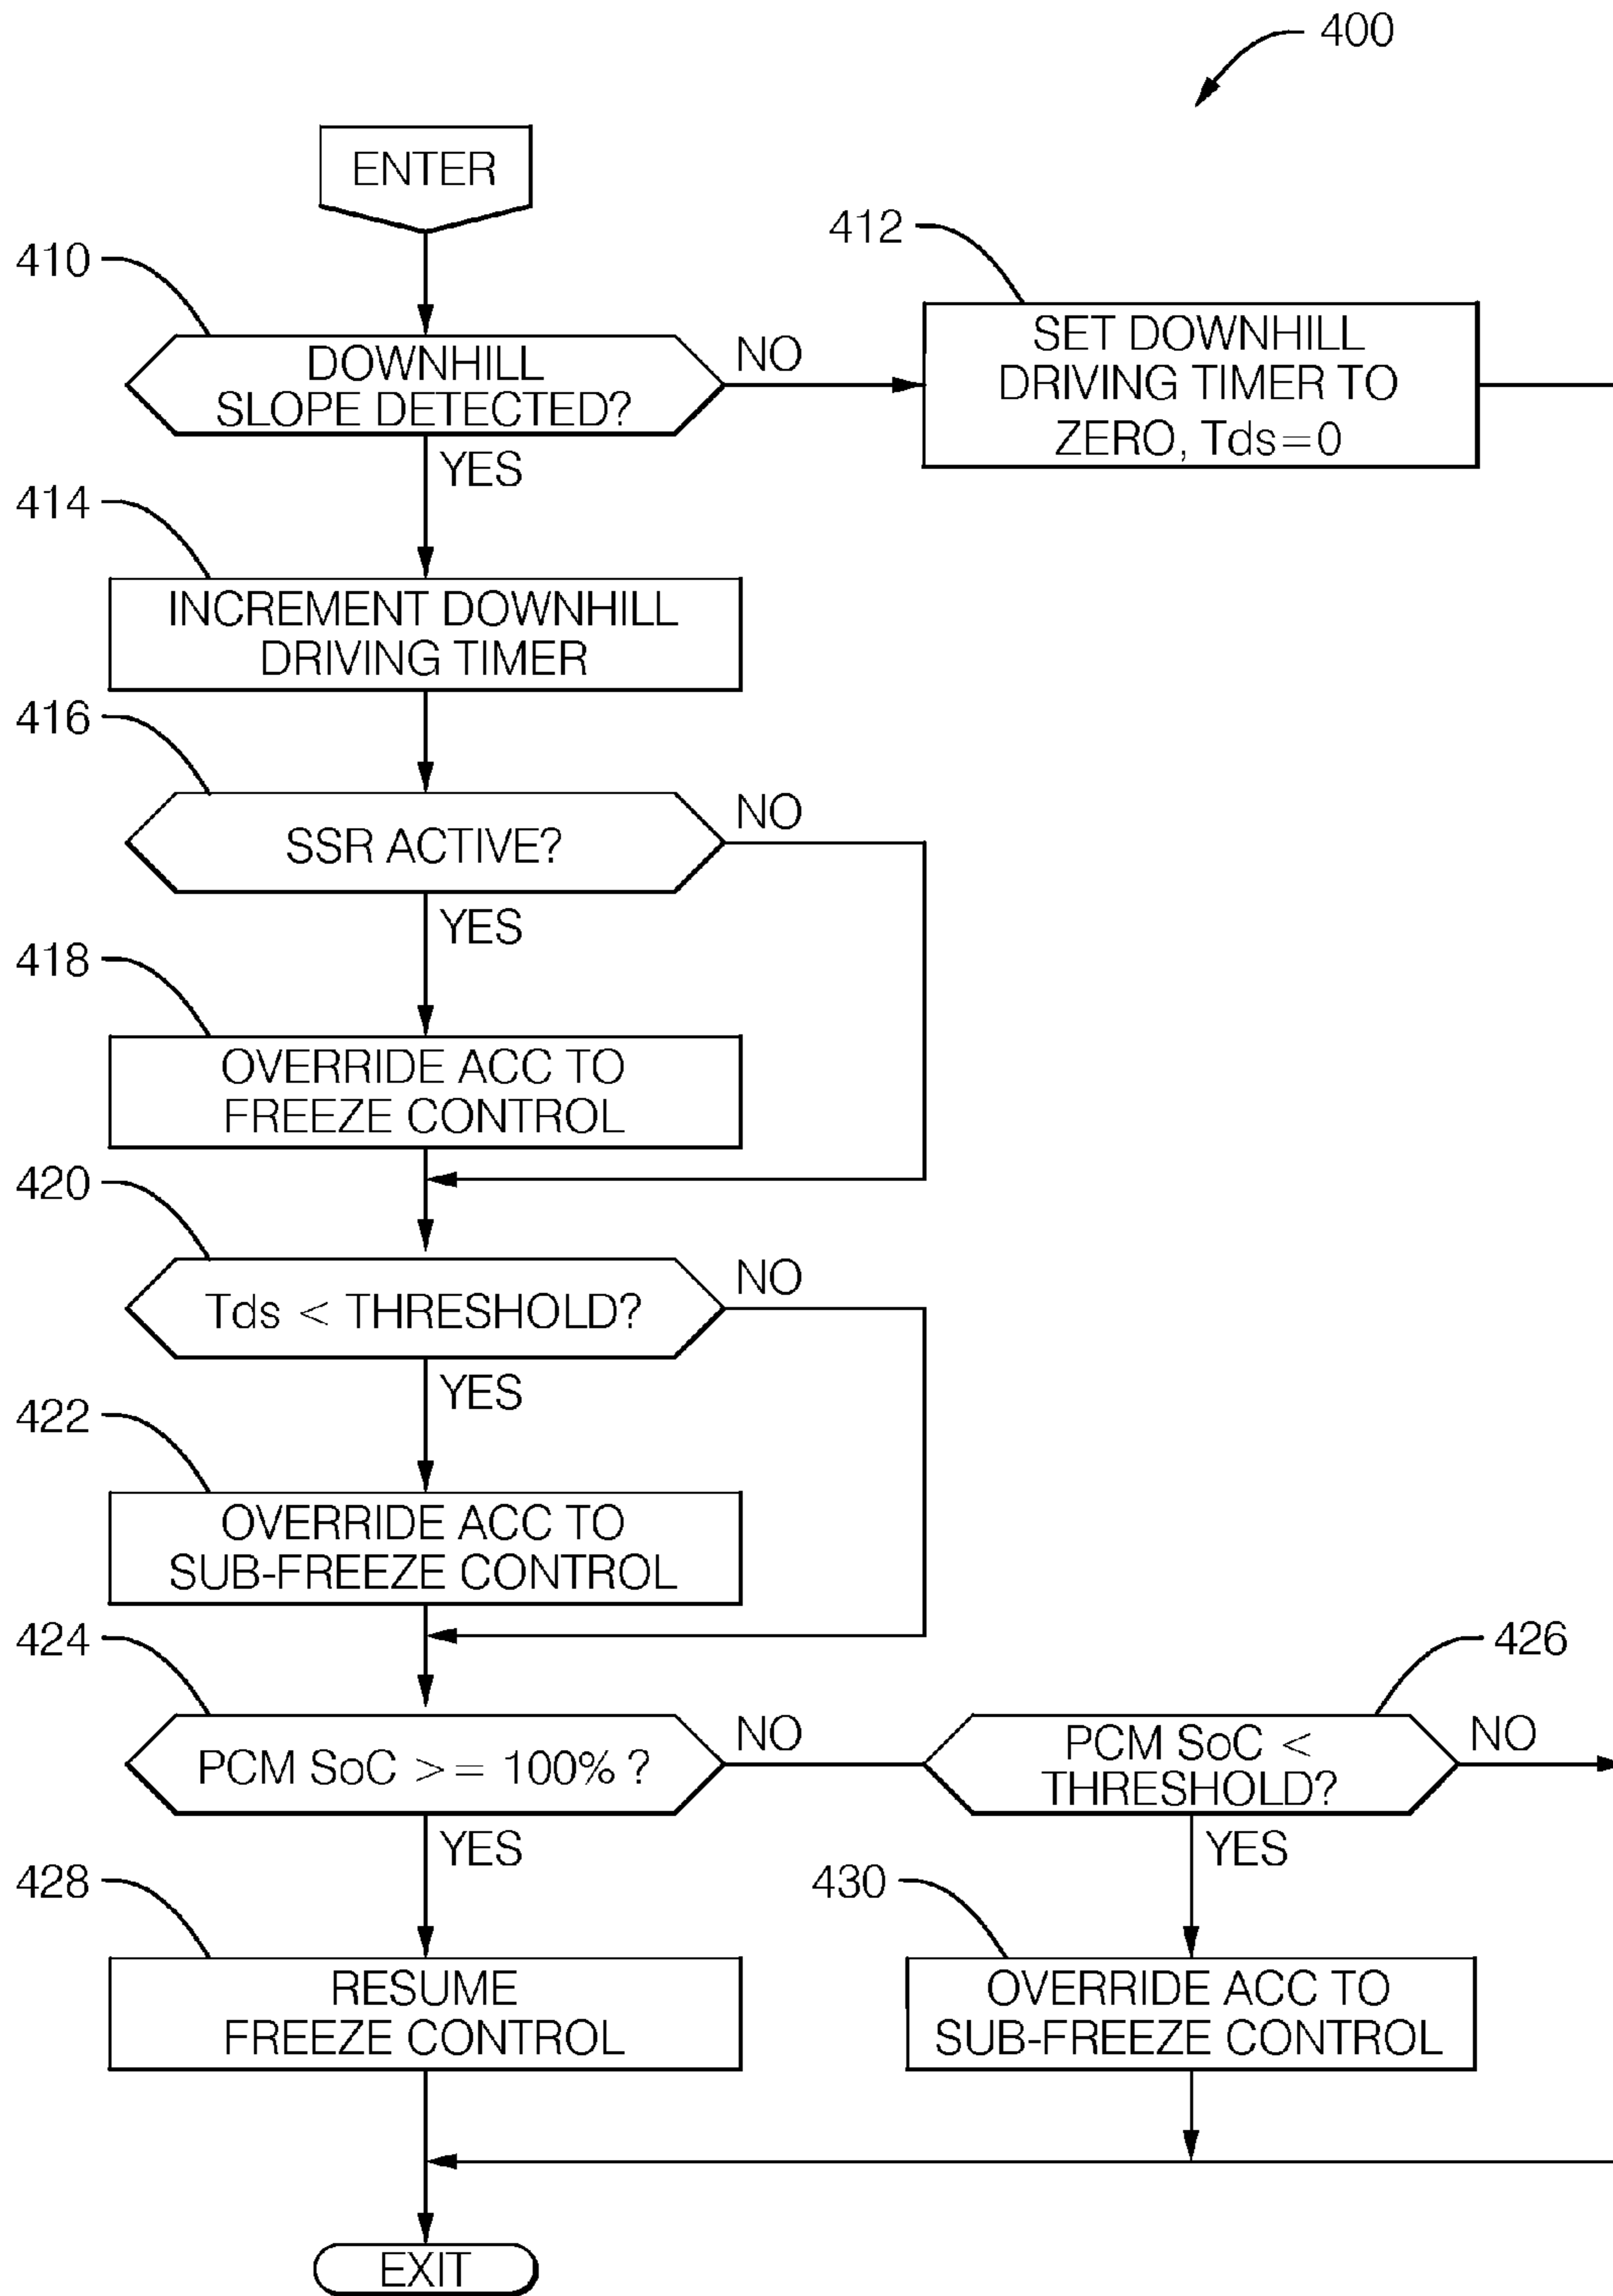 400
ENTER
410
DOWNHILL
SLOPE DETECTED?
NO
412
SET DOWNHILL
DRIVING TIMER TO
ZERO, Tds=0
YES
414
INCREMENT DOWNHILL
DRIVING TIMER
416
SSR ACTIVE?
NO
YES
418
OVERRIDE ACC TO
FREEZE CONTROL
420
Tds < THRESHOLD?
NO
YES
422
OVERRIDE ACC TO
SUB-FREEZE CONTROL
424
PCM SoC >= 100% ?
NO
426
PCM SoC <
THRESHOLD?
NO
YES
YES
428
RESUME
FREEZE CONTROL
430
OVERRIDE ACC TO
SUB-FREEZE CONTROL
EXIT